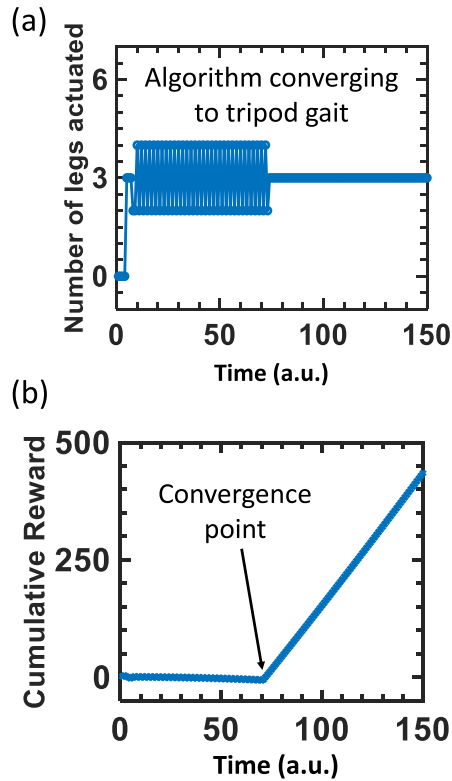 (a)
Number of legs actuated
6
3
0
Algorithm converging
to tripod gait
0
50
100
150
Time (a.u.)
(b)
Cumulative Reward
500
250
0
Convergence
point
0
50
100
150
Time (a.u.)